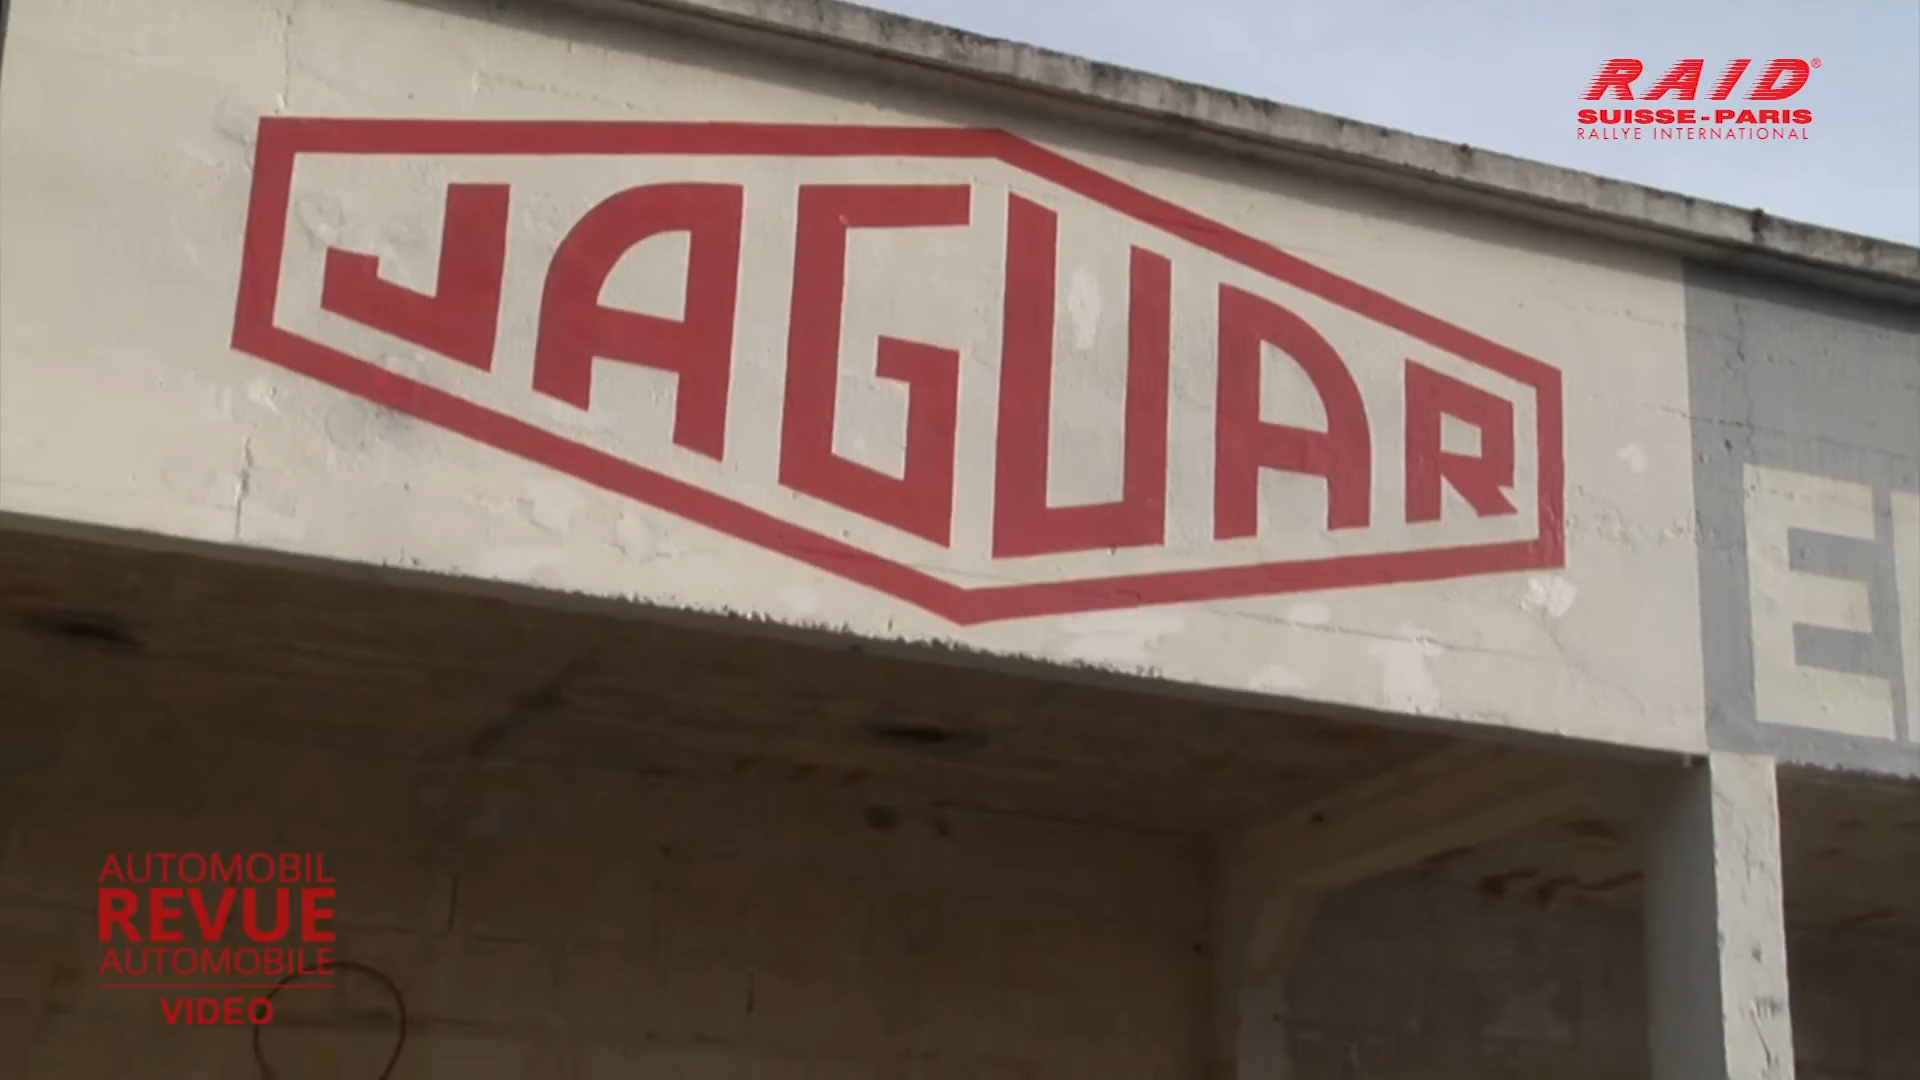 RAID®
SUISSE-PARIS
RALLYE INTERNATIONAL
JAGUAR
E
AUTOMOBIL
REVUE
AUTOMOBILE
VIDEO